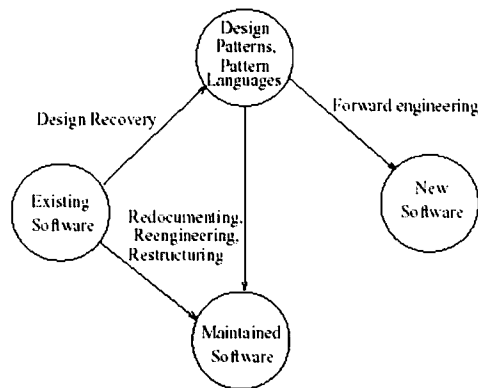 Design
Patterns,
Pattern
Languages
Design Recovery
Forward engineering
Existing
Software
New
Software
Redocumenting,
Reengineering,
Restructuring
Maintained
Software